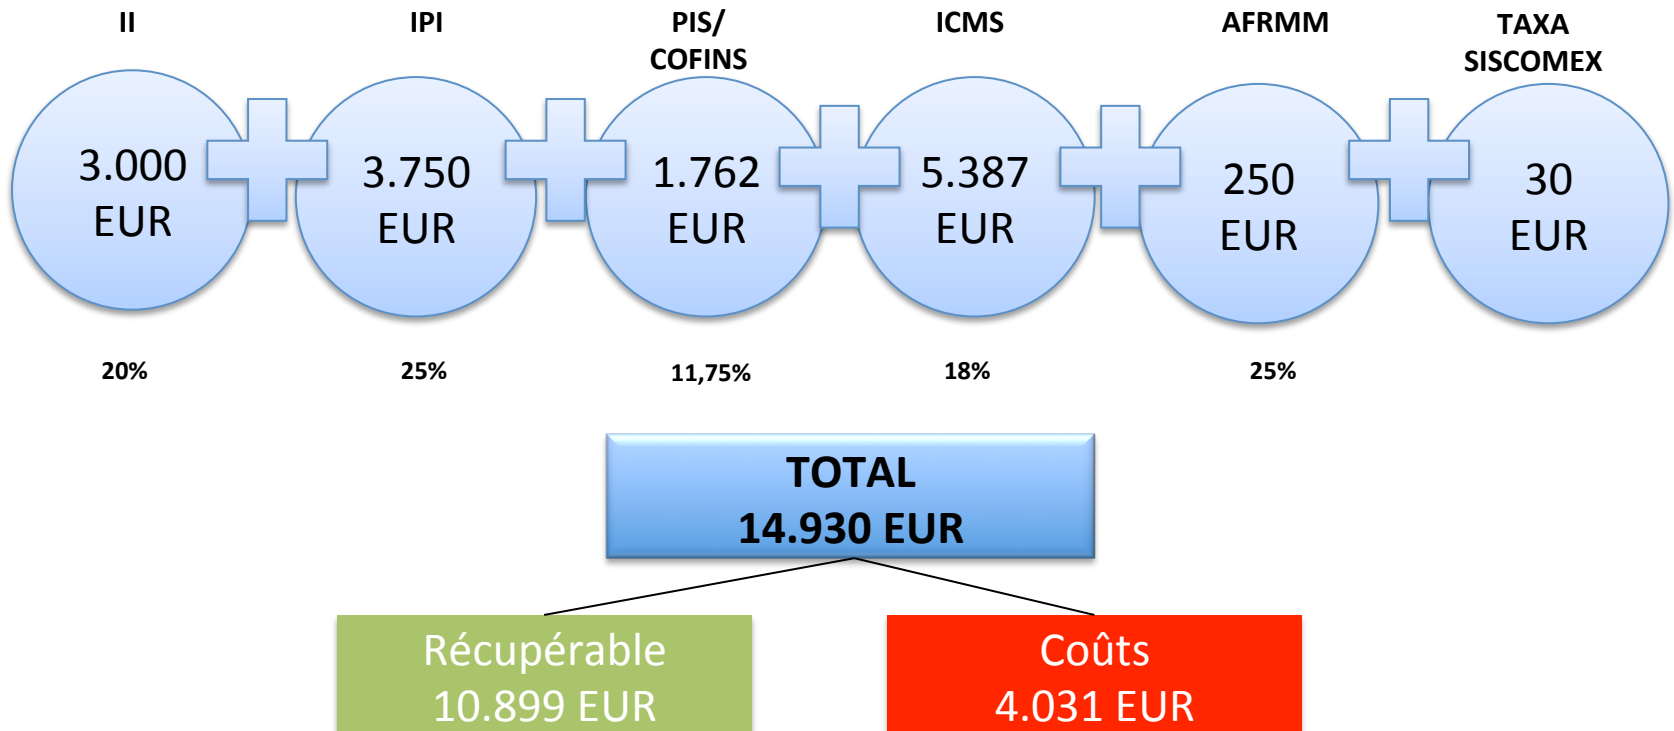 II
IPI
PIS/
COFINS
ICMS
AFRMM
TAXA
SISCOMEX
3.000
EUR
3.750
EUR
1.762
EUR
5.387
EUR
250
EUR
30
EUR
20%
25%
11,75%
18%
25%
TOTAL
14.930 EUR
Récupérable
10.899 EUR
Coûts
4.031 EUR